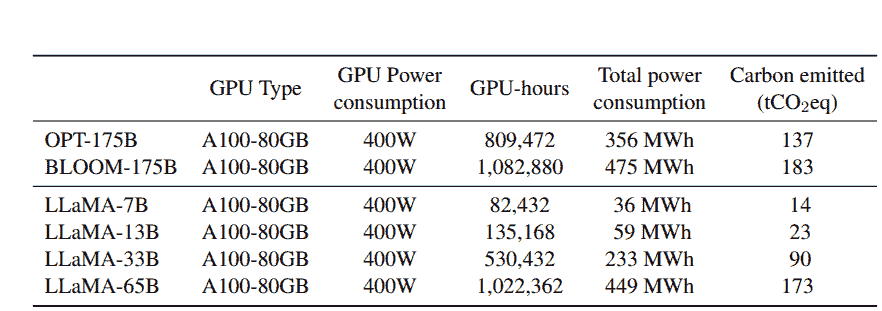 GPU Type GPU Power consumption GPU-hours Total power consumption Carbon emitted (tCO₂eq)
OPT-175B A100-80GB 400W 809,472 356 MWh 137
BLOOM-175B A100-80GB 400W 1,082,880 475 MWh 183
LLaMA-7B A100-80GB 400W 82,432 36 MWh 14
LLaMA-13B A100-80GB 400W 135,168 59 MWh 23
LLaMA-33B A100-80GB 400W 530,432 233 MWh 90
LLaMA-65B A100-80GB 400W 1,022,362 449 MWh 173